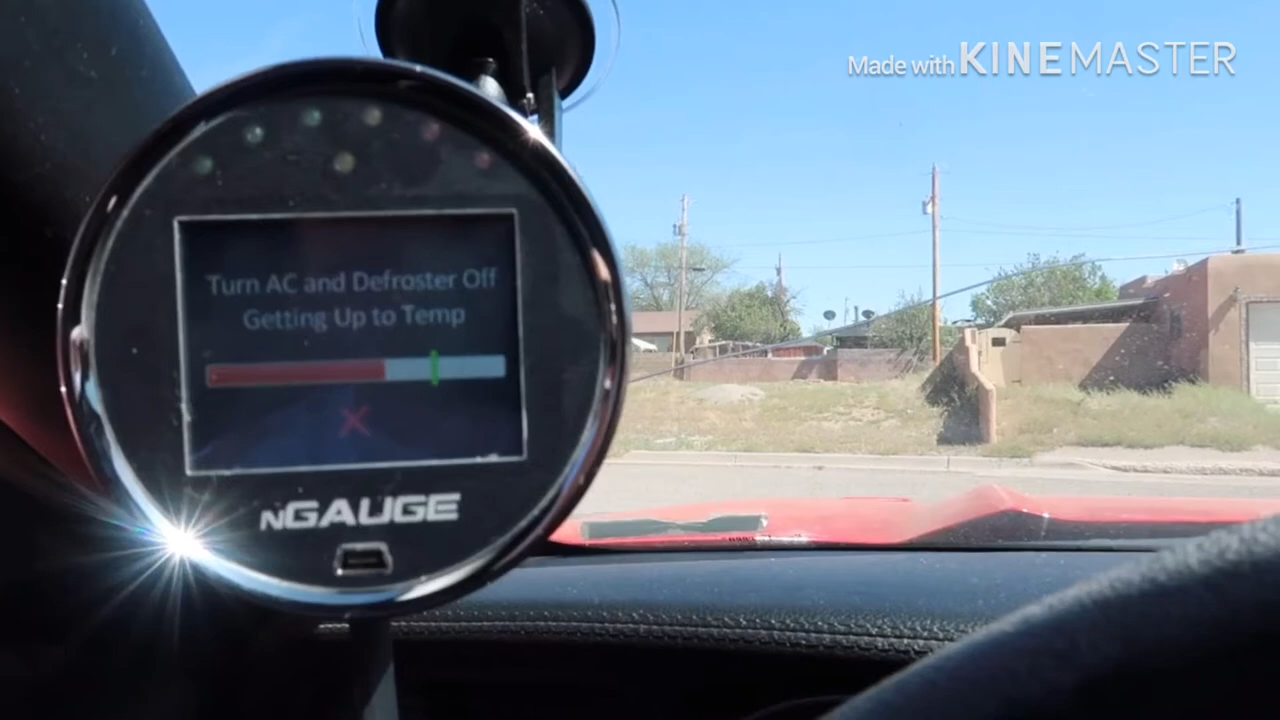 Made with KINEMASTER
Turn AC and Defroster Off
Getting Up to Temp
NGAUGE